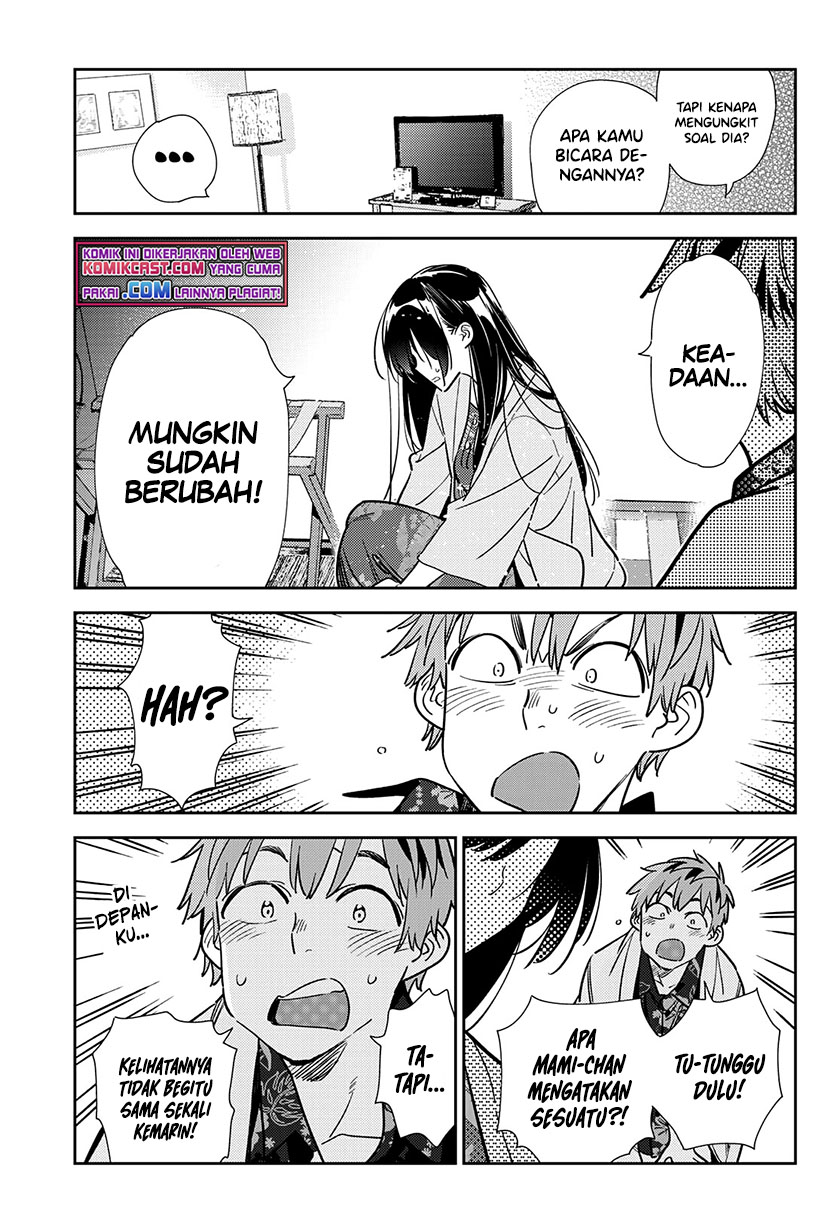 TAPI KENAPA
MENGUNGKIT
SOAL DIA?
APA KAMU
BICARA DE-
NGANNYA?
...
KOMIK INI DIKERJAKAN OLEH WEB
KOMIKCAST.COM YANG CUMA
PAKAI .COM LAINNYA PLAGIAT!
KEA-
DAAN...
MUNGKIN
SUDAH
BERUBAH!
HAH?
TU-TUNGGU
DULU!
APA
MAMI-CHAN
MENGATAKAN
SESUATU?!
TA-
TAPI...
DI
DEPAN-
KU...
KELIHATANNYA
TIDAK BEGITU
SAMA SEKALI
KEMARIN!